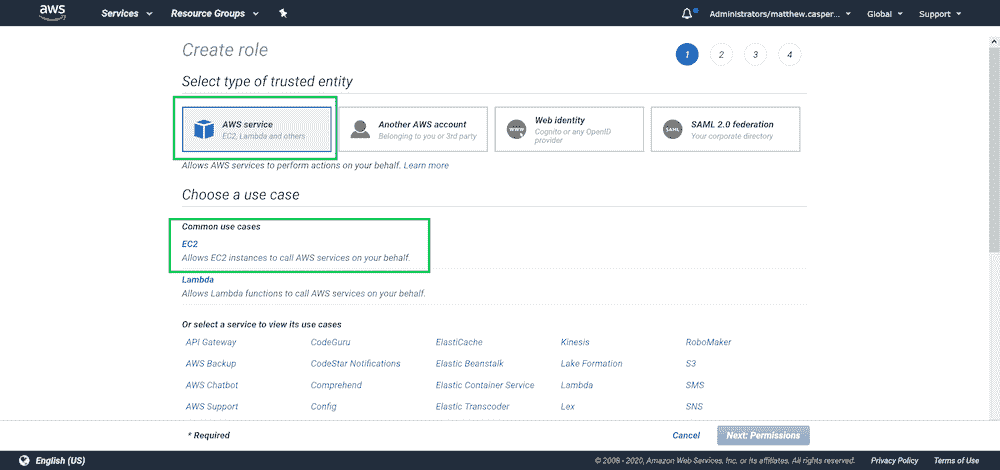 aws
Services
Resource Groups
Administrators/matthew.casper...
Global
Support
Create role
1
2
3
4
Select type of trusted entity
AWS service
EC2, Lambda and others
Another AWS account
Belonging to you or 3rd party
WWW
Web identity
Cognito or any OpenID
provider
SAML
SAML 2.0 federation
Your corporate directory
Allows AWS services to perform actions on your behalf. Learn more
Choose a use case
Common use cases
EC2
Allows EC2 instances to call AWS services on your behalf.
Lambda
Allows Lambda functions to call AWS services on your behalf.
Or select a service to view its use cases
API Gateway
CodeGuru
ElastiCache
Kinesis
RoboMaker
AWS Backup
CodeStar Notifications
Elastic Beanstalk
Lake Formation
S3
AWS Chatbot
Comprehend
Elastic Container Service
Lambda
SMS
AWS Support
Config
Elastic Transcoder
Lex
SNS
* Required
Cancel
Next: Permissions
English (US)
© 2008 - 2020, Amazon Web Services, Inc. or its affiliates. All rights reserved.
Privacy Policy
Terms of Use